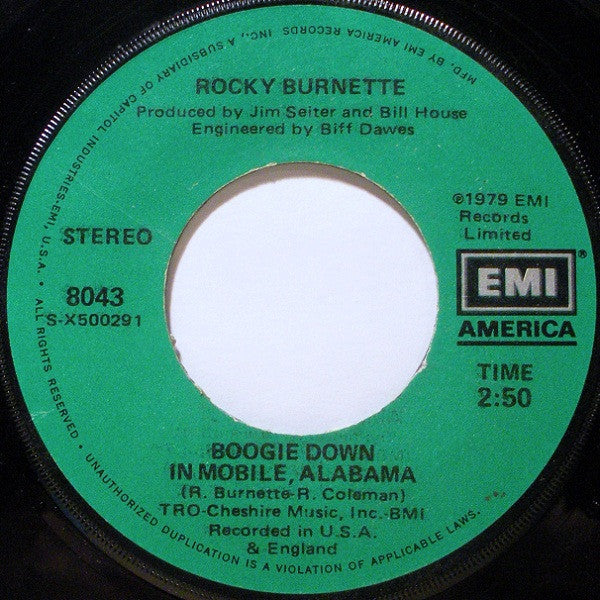 MFD. BY EMI AMERICA RECORDS, INC., A SUBSIDIARY OF CAPITOL INDUSTRIES-EMI, U.S.A. • ALL RIGHTS RESERVED • UNAUTHORIZED DUPLICATION IS A VIOLATION OF APPLICABLE LAWS.
ROCKY BURNETTE
Produced by Jim Seiter and Bill House
Engineered by Biff Dawes
STEREO
8043
S-X500291
℗1979 EMI
Records
Limited
EMI®
AMERICA
TIME
2:50
BOOGIE DOWN
IN MOBILE, ALABAMA
(R. Burnette-R. Coleman)
TRO-Cheshire Music, Inc.-BMI
Recorded in U.S.A.
& England